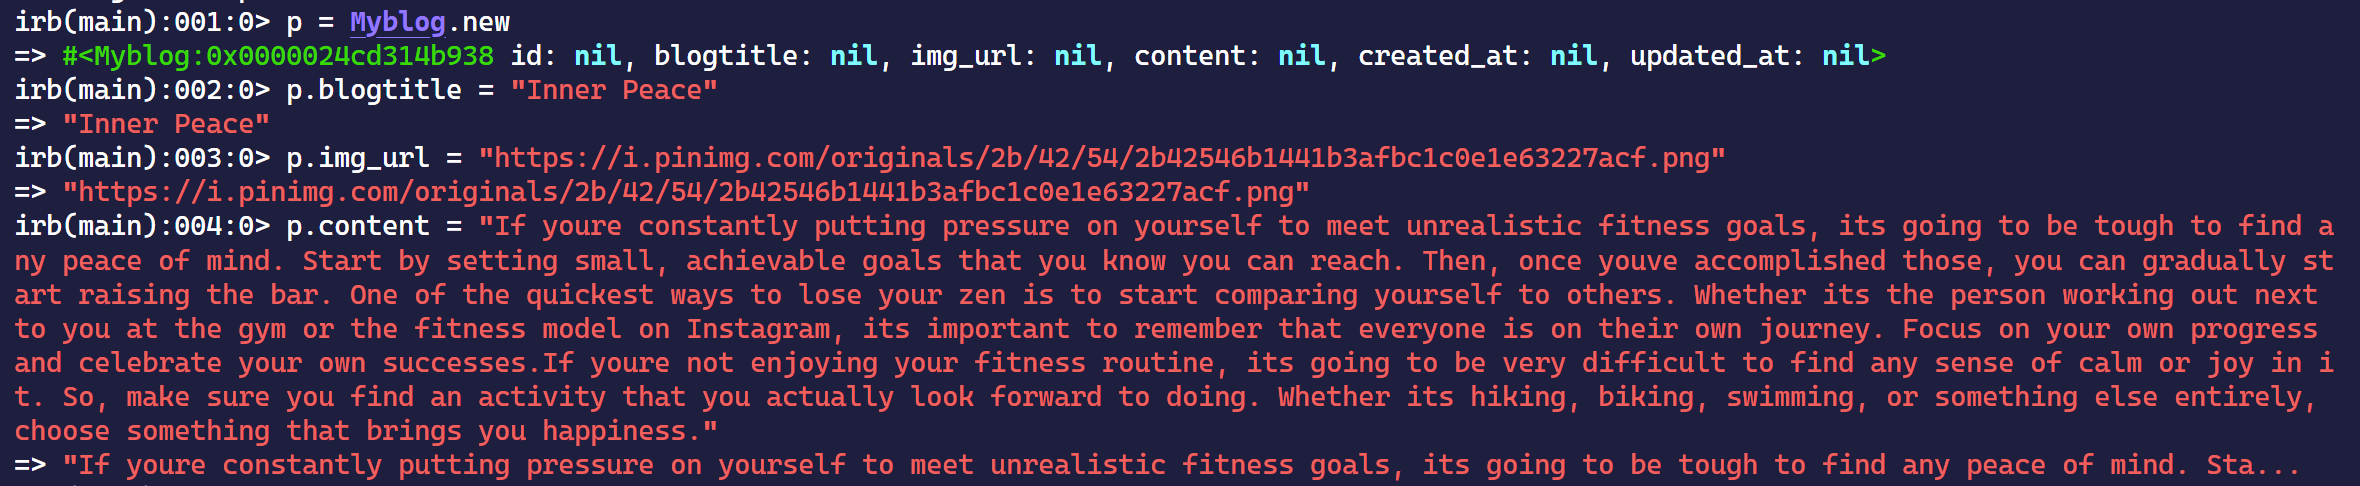 irb(main):001:0> p = Myblog.new
=> #<Myblog:0x0000024cd314b938 id: nil, blogtitle: nil, img_url: nil, content: nil, created_at: nil, updated_at: nil>
irb(main):002:0> p.blogtitle = "Inner Peace"
=> "Inner Peace"
irb(main):003:0> p.img_url = "https://i.pinimg.com/originals/2b/42/54/2b42546b1441b3afbc1c0e1e63227acf.png"
=> "https://i.pinimg.com/originals/2b/42/54/2b42546b1441b3afbc1c0e1e63227acf.png"
irb(main):004:0> p.content = "If youre constantly putting pressure on yourself to meet unrealistic fitness goals, its going to be tough to find a
ny peace of mind. Start by setting small, achievable goals that you know you can reach. Then, once youve accomplished those, you can gradually st
art raising the bar. One of the quickest ways to lose your zen is to start comparing yourself to others. Whether its the person working out next
to you at the gym or the fitness model on Instagram, its important to remember that everyone is on their own journey. Focus on your own progress
and celebrate your own successes.If youre not enjoying your fitness routine, its going to be very difficult to find any sense of calm or joy in i
t. So, make sure you find an activity that you actually look forward to doing. Whether its hiking, biking, swimming, or something else entirely,
choose something that brings you happiness."
=> "If youre constantly putting pressure on yourself to meet unrealistic fitness goals, its going to be tough to find any peace of mind. Sta...